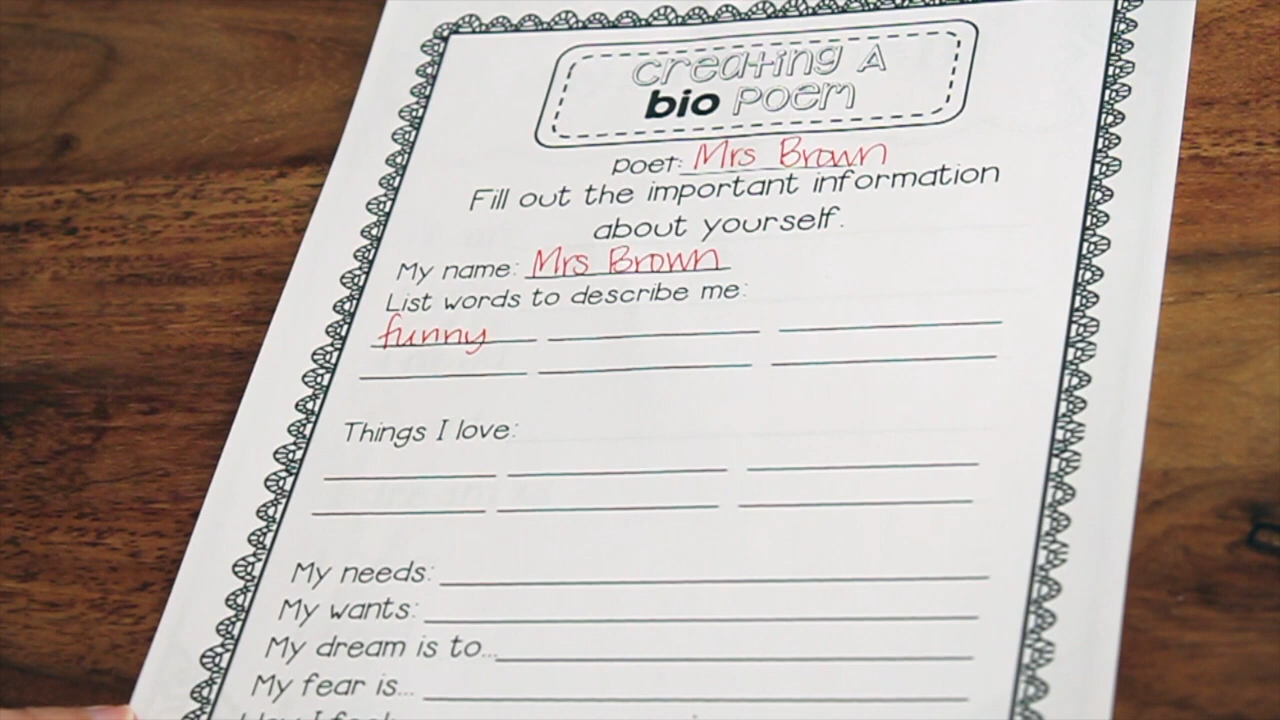 creating A
bio poem
poet: Mrs Brown
Fill out the important information
about yourself.
My name: Mrs Brown
List words to describe me:
funny
Things I love:
My needs:
My wants:
My dream is to...
My fear is...